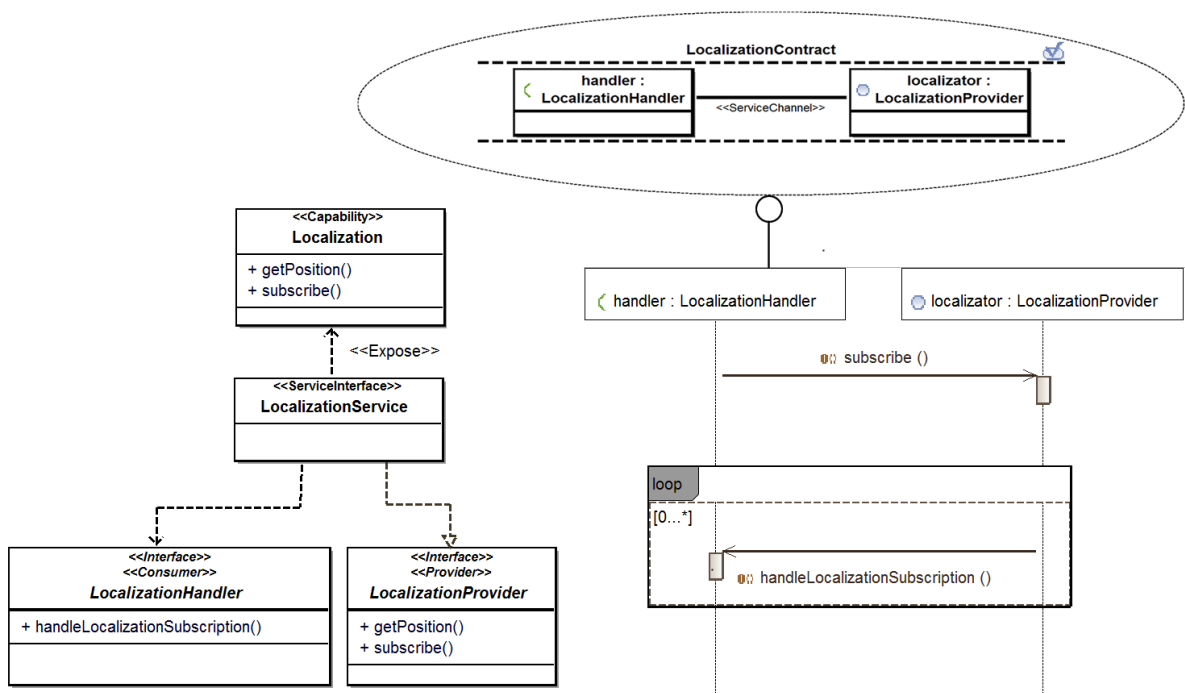 LocalizationContract
handler :
LocalizationHandler
<<ServiceChannel>>
localizator :
LocalizationProvider
<<Capability>>
Localization
+ getPosition()
+ subscribe()
<<Expose>>
<<ServiceInterface>>
LocalizationService
<<Interface>>
<<Consumer>>
LocalizationHandler
+ handleLocalizationSubscription()
<<Interface>>
<<Provider>>
LocalizationProvider
+ getPosition()
+ subscribe()
handler : LocalizationHandler
localizator : LocalizationProvider
subscribe ()
loop
[0...*]
handleLocalizationSubscription ()